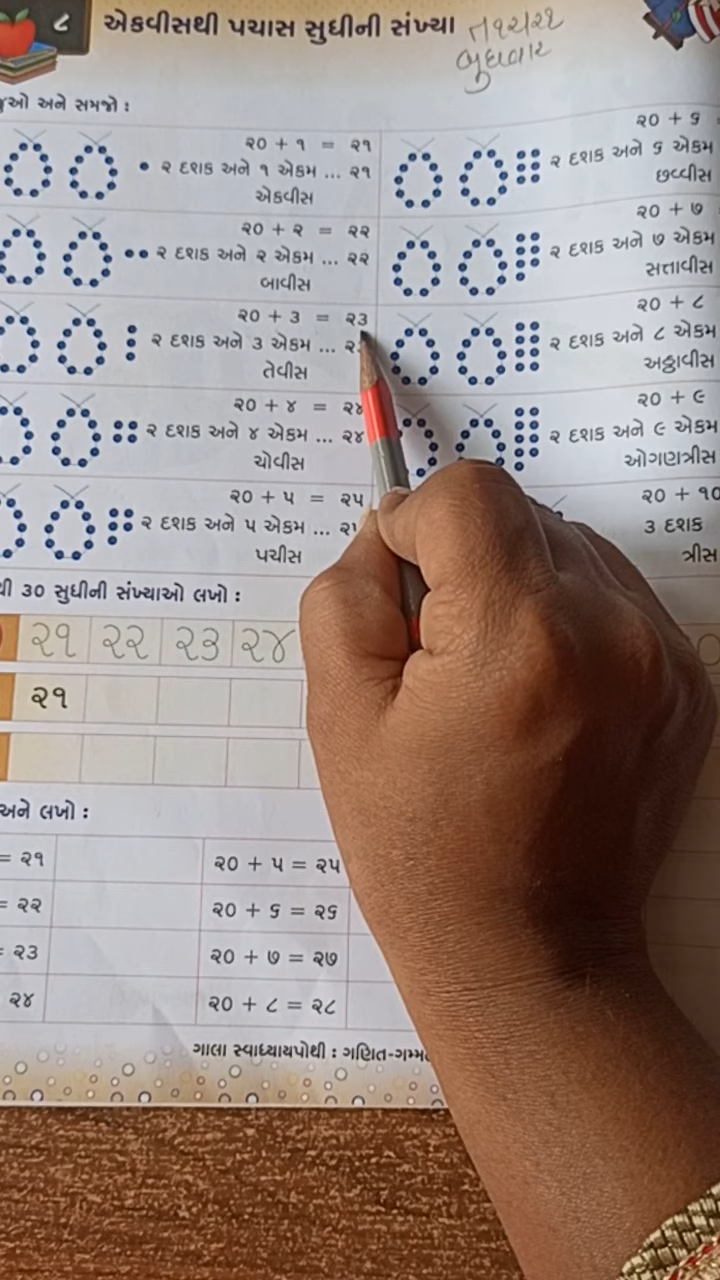 ૮ એકવીસથી પચાસ સુધીની સંખ્યા
બુધવાર
અને સમજો :
૨૦ + ૧ = ૨૧
૨ દશક અને ૧ એકમ ... ૨૧
એકવીસ
૨૦ + ૨ = ૨૨
૨ દશક અને ૨ એકમ ... ૨૨
બાવીસ
૨૦ + ૩ = ૨૩
૨ દશક અને ૩ એકમ ...
તેવીસ
૨૦ + ૪ = ૨૪
૨ દશક અને ૪ એકમ ... ૨૪
ચોવીસ
૨૦ + ૫ = ૨૫
૨ દશક અને ૫ એકમ ...
પચીસ
૨૦ + ૬ =
૨ દશક અને ૬ એકમ
છવ્વીસ
૨૦ + ૭
૨ દશક અને ૭ એકમ
સત્તાવીસ
૨૦ + ૮
૨ દશક અને ૮ એકમ
અઠ્ઠાવીસ
૨૦ + ૯
૨ દશક અને ૯ એકમ
ઓગણત્રીસ
૨૦ + ૧૦
૩ દશક
ત્રીસ
૩૦ સુધીની સંખ્યાઓ લખો :
૨૧ ૨૨ ૨૩ ૨૪
૨૧
અને લખો :
= ૨૧ ૨૦ + ૫ = ૨૫
= ૨૨ ૨૦ + ૬ = ૨૬
= ૨૩ ૨૦ + ૭ = ૨૭
૨૪ ૨૦ + ૮ = ૨૮
ગાલા સ્વાધ્યાયપોથી :